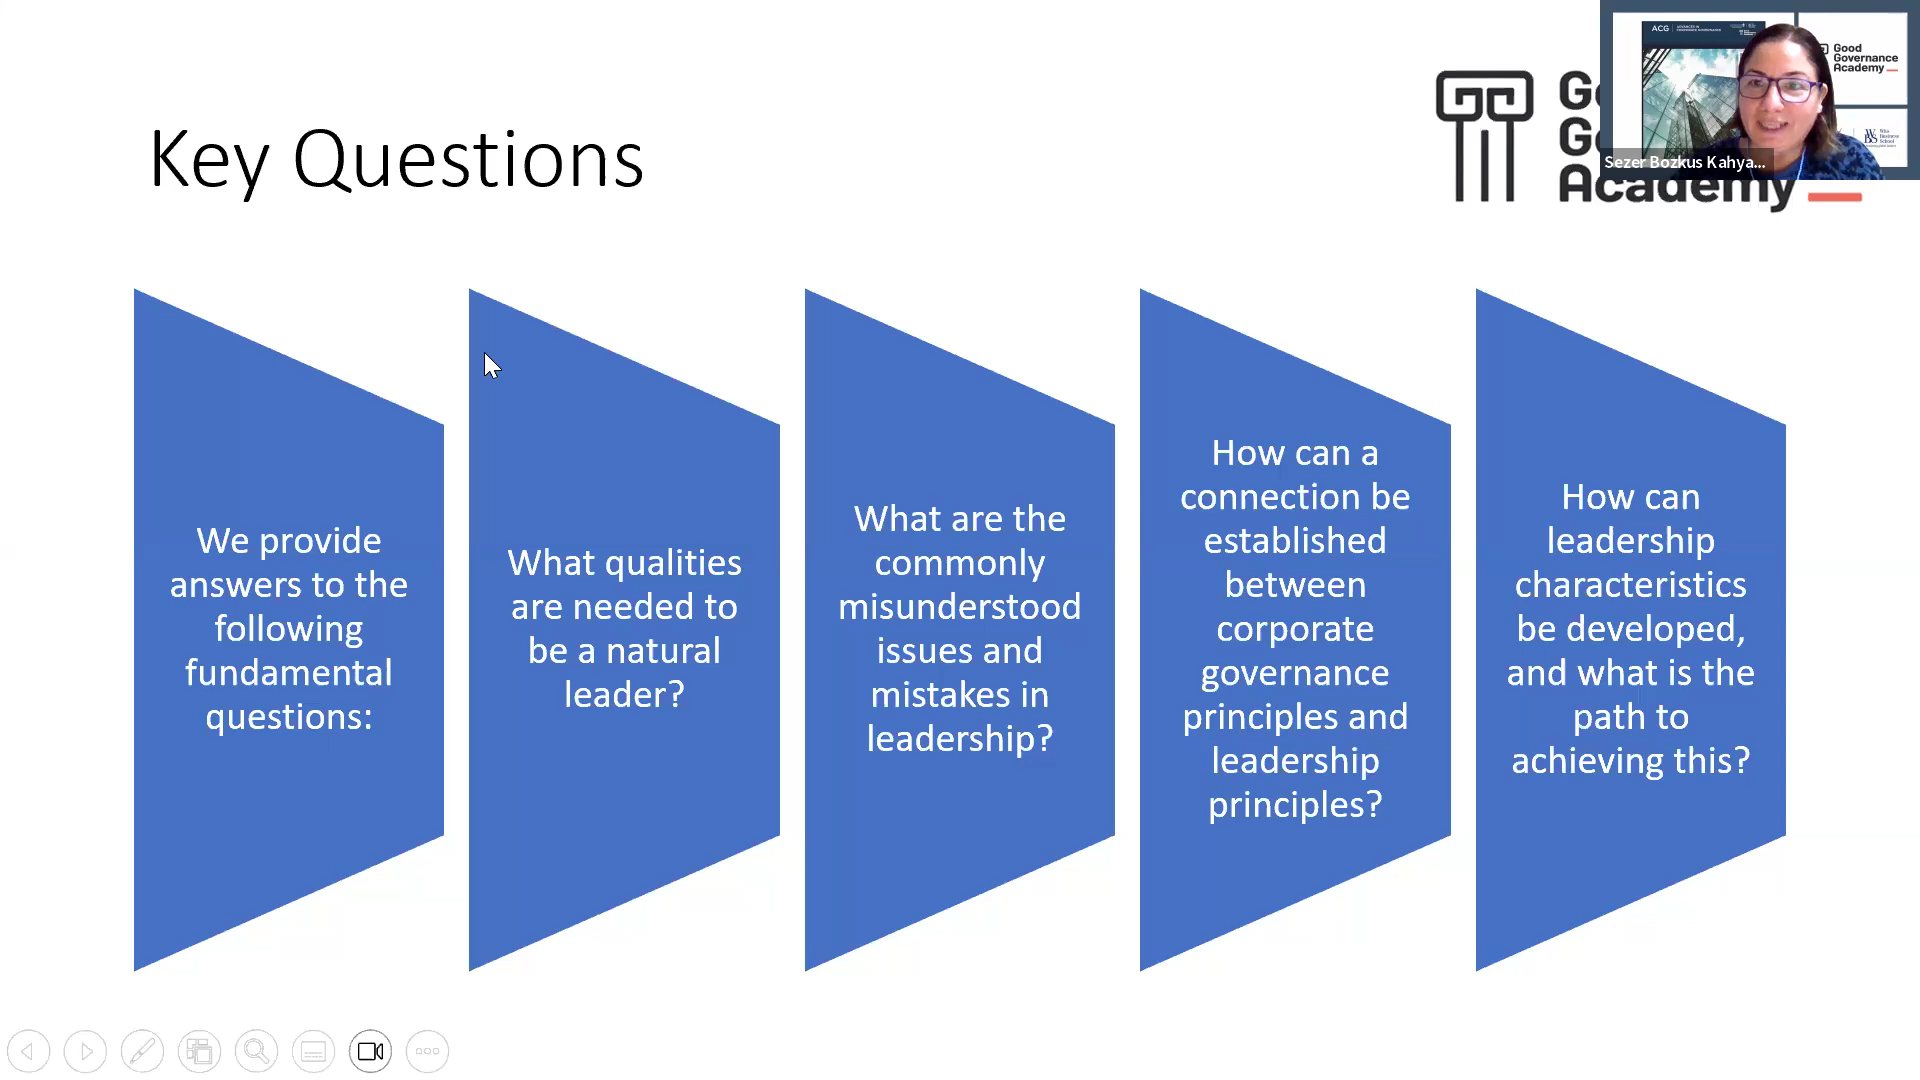 Key Questions
Academy
ACG
Good
Governance
Academy
Sezer Bozkus Kahya...
We provide
answers to the
following
fundamental
questions:
What qualities
are needed to
be a natural
leader?
What are the
commonly
misunderstood
issues and
mistakes in
leadership?
How can a
connection be
established
between
corporate
governance
principles and
leadership
principles?
How can
leadership
characteristics
be developed,
and what is the
path to
achieving this?